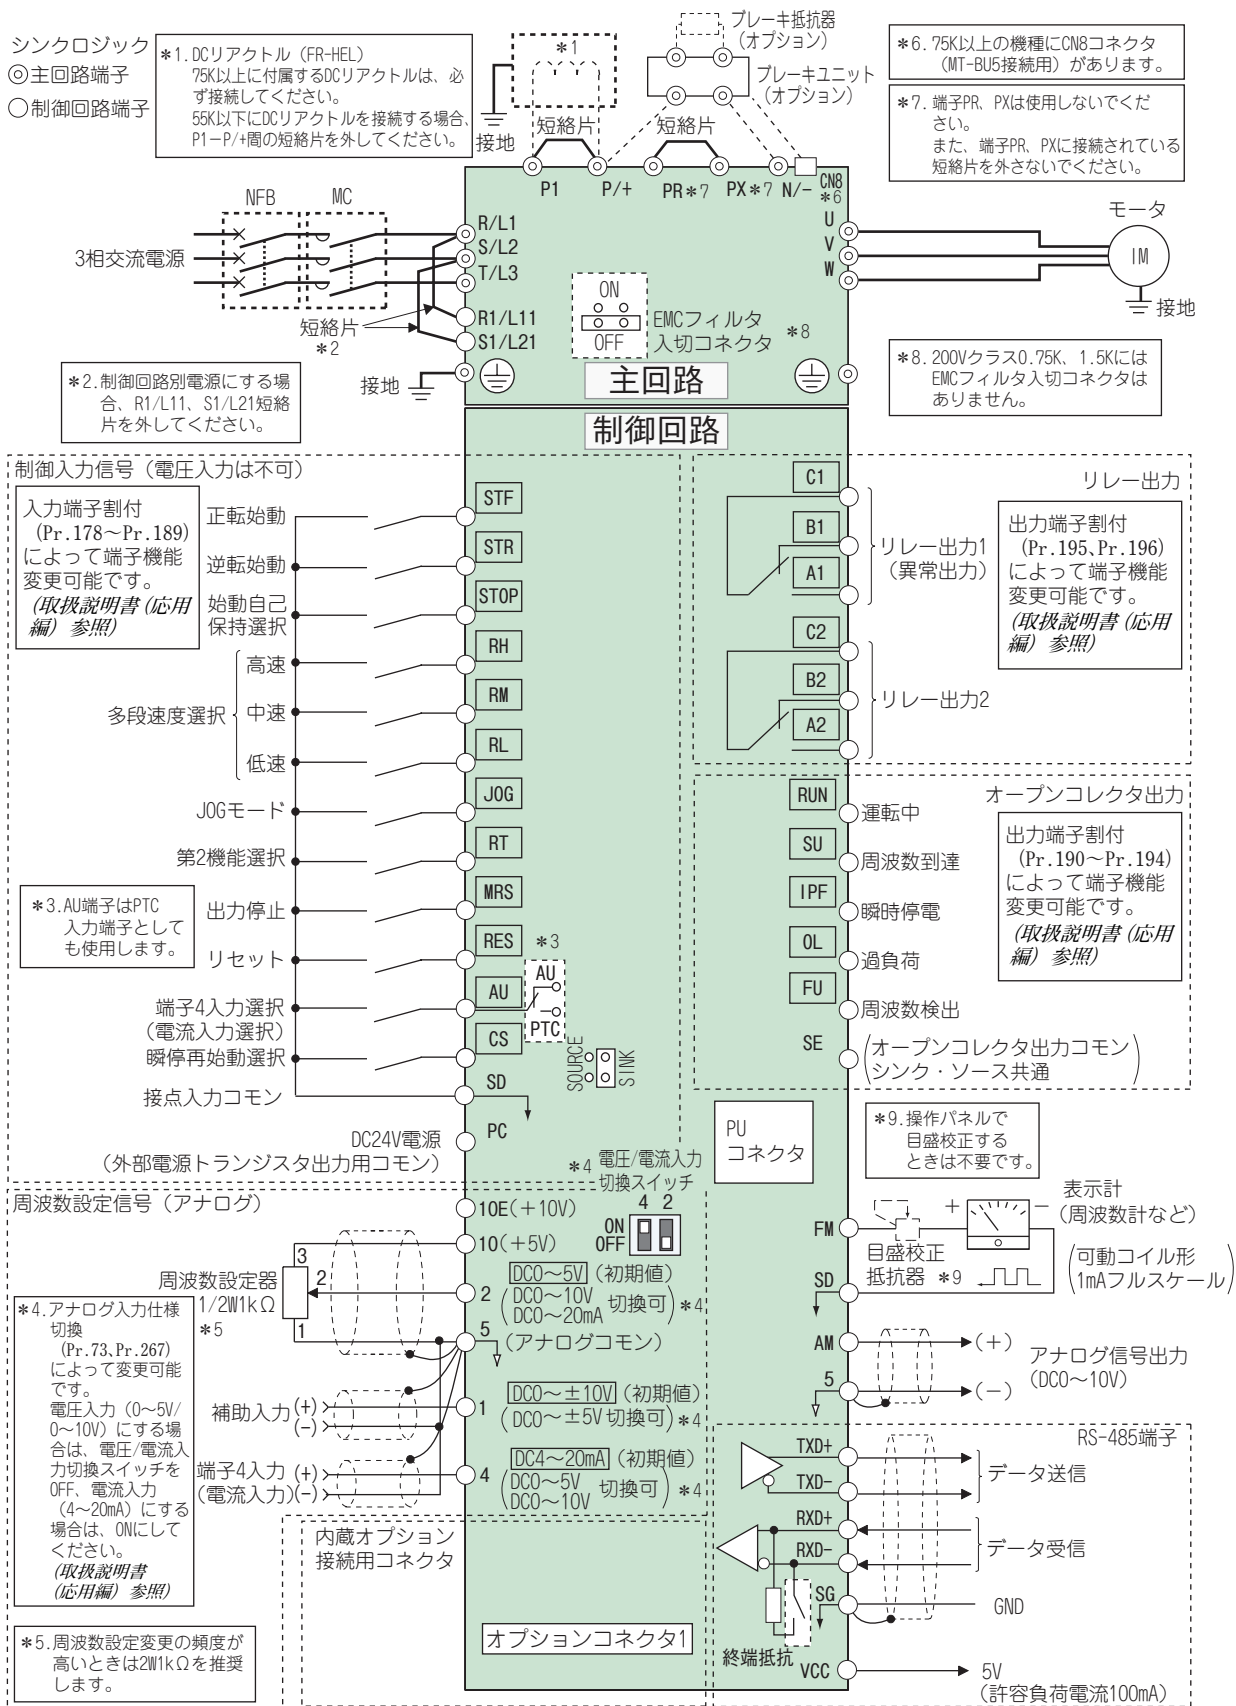 シンクロジック
◎主回路端子
○制御回路端子
*1. DCリアクトル（FR-HEL）
75K以上に付属するDCリアクトルは、必
ず接続してください。
55K以下にDCリアクトルを接続する場合、
P1－P/+間の短絡片を外してください。
*1
接地
ブレーキ抵抗器
（オプション）
ブレーキユニット
（オプション）
短絡片
短絡片
*6. 75K以上の機種にCN8コネクタ
（MT-BU5接続用）があります。
*7. 端子PR、PXは使用しないでくだ
さい。
また、端子PR、PXに接続されている
短絡片を外さないでください。
P1
P/+
PR*7
PX*7
N/-
CN8
*6
NFB
MC
3相交流電源
R/L1
S/L2
T/L3
R1/L11
S1/L21
短絡片
*2
U
V
W
モータ
IM
接地
ON
OFF
EMCフィルタ
入切コネクタ
*8
主回路
接地
*2. 制御回路別電源にする場
合、R1/L11、S1/L21短絡
片を外してください。
*8. 200Vクラス0.75K、1.5Kには
EMCフィルタ入切コネクタは
ありません。
制御回路
制御入力信号（電圧入力は不可）
入力端子割付
（Pr.178～Pr.189）
によって端子機能
変更可能です。
（取扱説明書（応用
編）参照）
正転始動
STF
逆転始動
STR
始動自己
保持選択
STOP
多段速度選択
高速
RH
中速
RM
低速
RL
JOGモード
JOG
第2機能選択
RT
出力停止
MRS
リセット
RES
*3
*3. AU端子はPTC
入力端子として
も使用します。
端子4入力選択
（電流入力選択）
AU
AU
PTC
瞬停再始動選択
CS
SOURCE
SINK
接点入力コモン
SD
DC24V電源
（外部電源トランジスタ出力用コモン）
PC
リレー出力
C1
B1
A1
リレー出力1
（異常出力）
出力端子割付
（Pr.195、Pr.196）
によって端子機能
変更可能です。
（取扱説明書（応用
編）参照）
C2
B2
A2
リレー出力2
オープンコレクタ出力
RUN
運転中
SU
周波数到達
IPF
瞬時停電
OL
過負荷
FU
周波数検出
SE
オープンコレクタ出力コモン
シンク・ソース共通
出力端子割付
（Pr.190～Pr.194）
によって端子機能
変更可能です。
（取扱説明書（応用
編）参照）
PU
コネクタ
*9. 操作パネルで
目盛校正する
ときは不要です。
*4 電圧/電流入力
切換スイッチ
4 2
ON
OFF
周波数設定信号（アナログ）
10E（＋10V）
10（＋5V）
周波数設定器
1/2W1kΩ
*5
3
2
1
2
DC0～5V（初期値）
DC0～10V
DC0～20mA
切換可
*4
5
（アナログコモン）
*4. アナログ入力仕様
切換
（Pr.73、Pr.267）
によって変更可能
です。
電圧入力（0～5V/
0～10V）にする場
合は、電圧/電流入
力切換スイッチを
OFF、電流入力
（4～20mA）にする
場合は、ONにして
ください。
（取扱説明書
（応用編）参照）
補助入力
(+)
(-)
1
DC0～±10V（初期値）
（DC0～±5V切換可）*4
端子4入力
（電流入力）
(+)
(-)
4
DC4～20mA（初期値）
DC0～5V
DC0～10V
切換可
*4
*5. 周波数設定変更の頻度が
高いときは2W1kΩを推奨
します。
内蔵オプション
接続用コネクタ
オプションコネクタ1
FM
目盛校正
抵抗器 *9
+
-
表示計
（周波数計など）
可動コイル形
1mAフルスケール
SD
AM
5
(+)
(-)
アナログ信号出力
（DC0～10V）
RS-485端子
TXD+
TXD-
データ送信
RXD+
RXD-
データ受信
SG
GND
終端抵抗
VCC
5V
（許容負荷電流100mA）